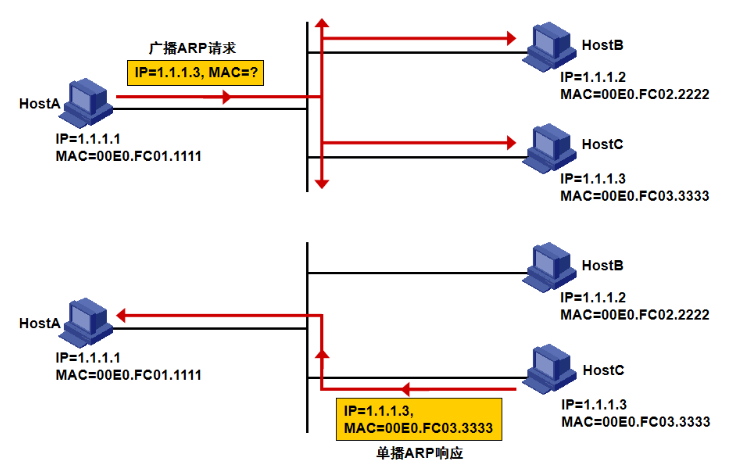 广播ARP请求
IP=1.1.1.3, MAC=?
HostA
IP=1.1.1.1
MAC=00E0.FC01.1111
HostB
IP=1.1.1.2
MAC=00E0.FC02.2222
HostC
IP=1.1.1.3
MAC=00E0.FC03.3333
HostA
IP=1.1.1.1
MAC=00E0.FC01.1111
HostB
IP=1.1.1.2
MAC=00E0.FC02.2222
HostC
IP=1.1.1.3
MAC=00E0.FC03.3333
IP=1.1.1.3,
MAC=00E0.FC03.3333
单播ARP响应